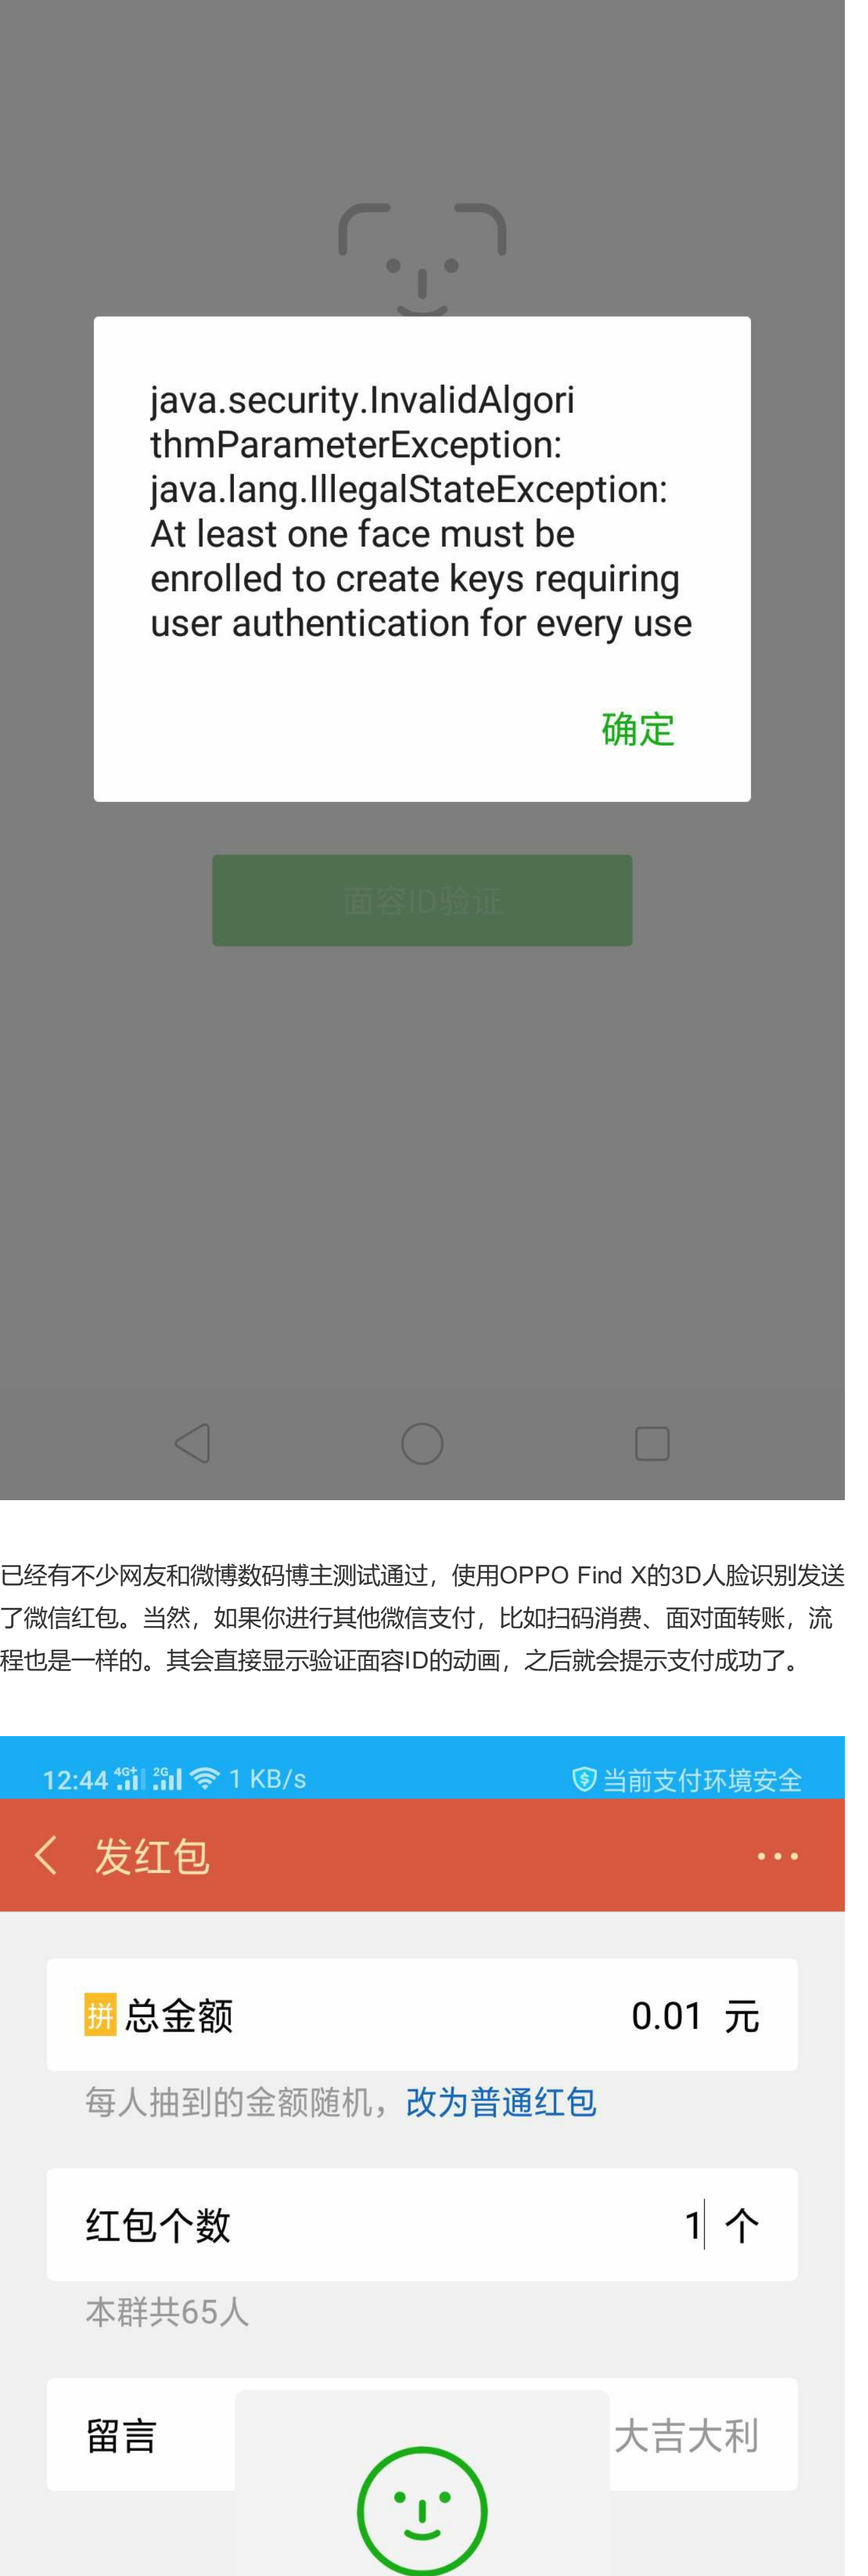 java.security.InvalidAlgori
thmParameterException:
java.lang.IllegalStateException:
At least one face must be
enrolled to create keys requiring
user authentication for every use
确定
面容ID验证
已经有不少网友和微博数码博主测试通过，使用OPPO Find X的3D人脸识别发送
了微信红包。当然，如果你进行其他微信支付，比如扫码消费、面对面转账，流
程也是一样的。其会直接显示验证面容ID的动画，之后就会提示支付成功了。
12:44 4G+ 2G 1 KB/s 当前支付环境安全
发红包
拼 总金额 0.01 元
每人抽到的金额随机，改为普通红包
红包个数 1 个
本群共65人
留言 大吉大利